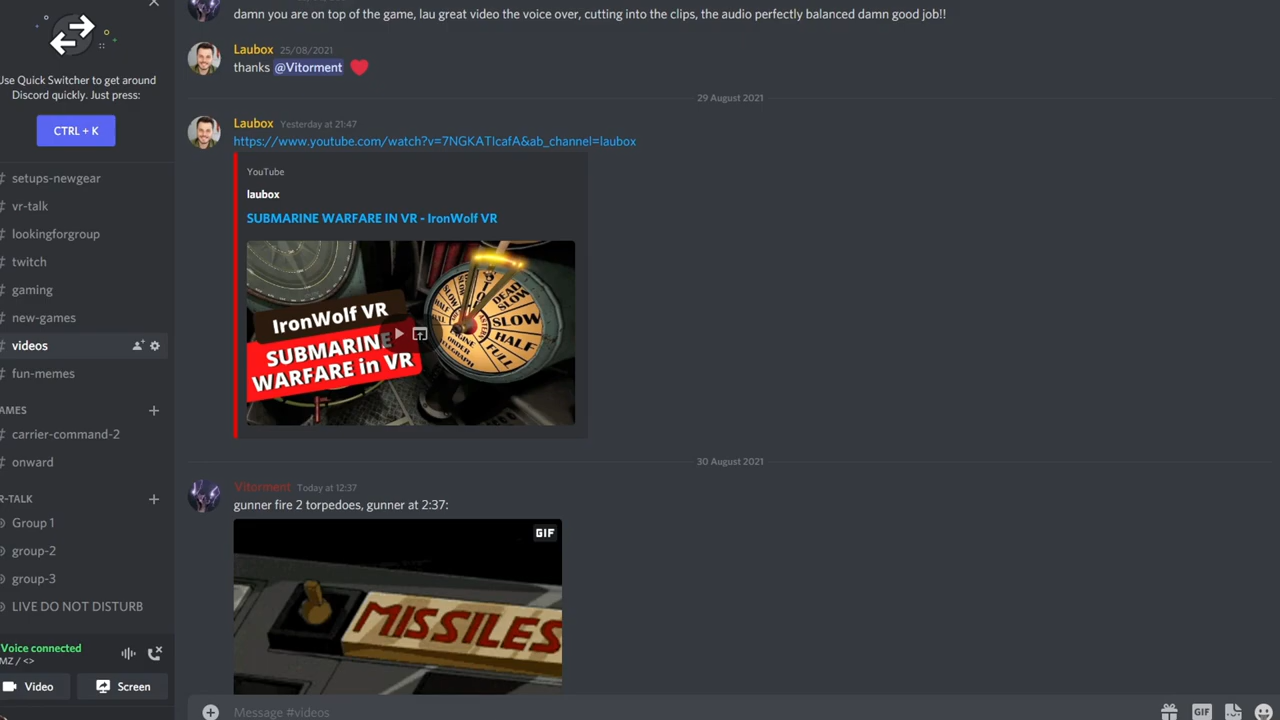 Use Quick Switcher to get around
Discord quickly. Just press:
CTRL + K
setups-newgear
vr-talk
lookingforgroup
twitch
gaming
new-games
videos
fun-memes
AMES
carrier-command-2
onward
R-TALK
Group 1
group-2
group-3
LIVE DO NOT DISTURB
Voice connected
MZ / <>
Video
Screen
damn you are on top of the game, lau great video the voice over, cutting into the clips, the audio perfectly balanced damn good job!!
Laubox 25/08/2021
thanks @Vitorment
29 August 2021
Laubox Yesterday at 21:47
https://www.youtube.com/watch?v=7NGKATIcafA&ab_channel=laubox
YouTube
laubox
SUBMARINE WARFARE IN VR - IronWolf VR
IronWolf VR
SUBMARINE
WARFARE in VR
DEAD SLOW
SLOW
HALF
FULL
ENGINE ORDER TELEGRAPH
30 August 2021
Vitorment Today at 12:37
gunner fire 2 torpedoes, gunner at 2:37:
GIF
MISSILES
Message #videos
GIF